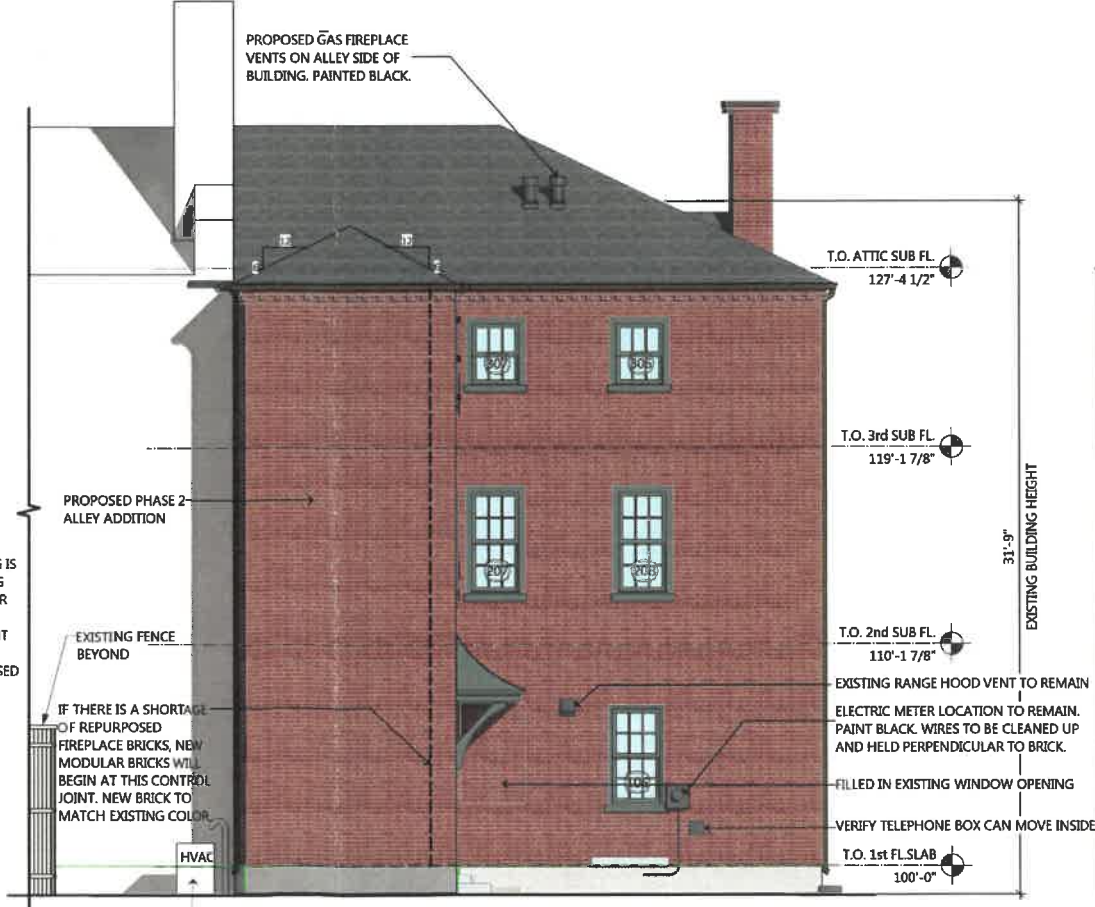 PROPOSED GAS FIREPLACE
VENTS ON ALLEY SIDE OF
BUILDING. PAINTED BLACK.
12
12
T.O. ATTIC SUB FL.
127'-4 1/2"
307
T.O. 3rd SUB FL.
119'-1 7/8"
PROPOSED PHASE 2
ALLEY ADDITION
207
31'-9"
EXISTING BUILDING HEIGHT
IS
EXISTING FENCE
BEYOND
T.O. 2nd SUB FL.
110'-1 7/8"
SED
EXISTING RANGE HOOD VENT TO REMAIN
IF THERE IS A SHORTAGE
OF REPURPOSED
FIREPLACE BRICKS, NEW
MODULAR BRICKS WILL
BEGIN AT THIS CONTROL
JOINT. NEW BRICK TO
MATCH EXISTING COLOR
ELECTRIC METER LOCATION TO REMAIN.
PAINT BLACK. WIRES TO BE CLEANED UP
AND HELD PERPENDICULAR TO BRICK.
106
FILLED IN EXISTING WINDOW OPENING
VERIFY TELEPHONE BOX CAN MOVE INSIDE
HVAC
T.O. 1st FL.SLAB
100'-0"